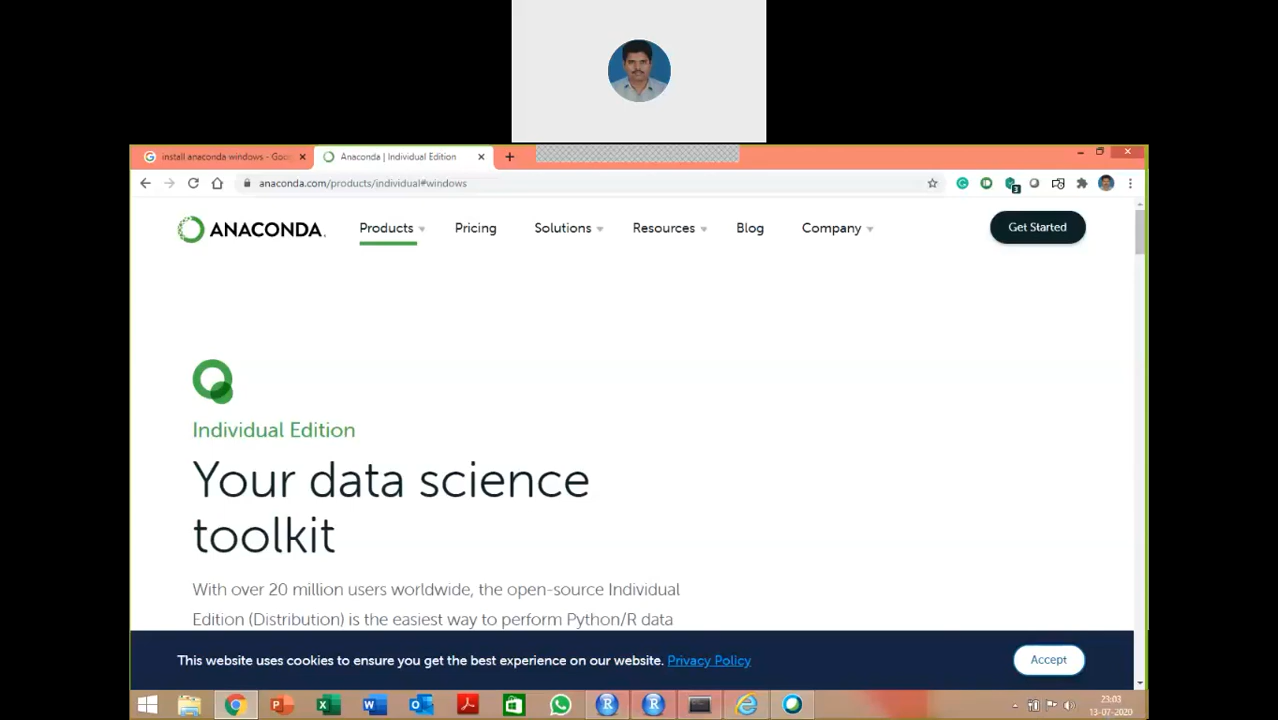 install anaconda windows - Goo
Anaconda | Individual Edition
anaconda.com/products/individual#windows
3
ANACONDA.
Products
Pricing
Solutions
Resources
Blog
Company
Get Started
Individual Edition
Your data science
toolkit
With over 20 million users worldwide, the open-source Individual
Edition (Distribution) is the easiest way to perform Python/R data
This website uses cookies to ensure you get the best experience on our website. Privacy Policy
Accept
23:03
13-07-2020